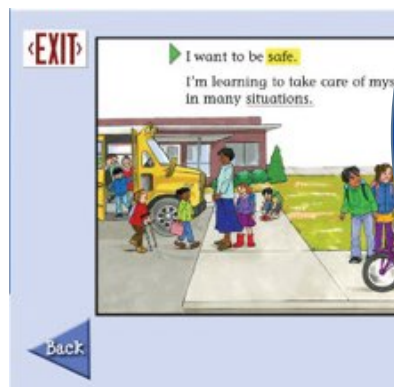 EXIT
I want to be safe.
I'm learning to take care of mys
in many situations.
Back